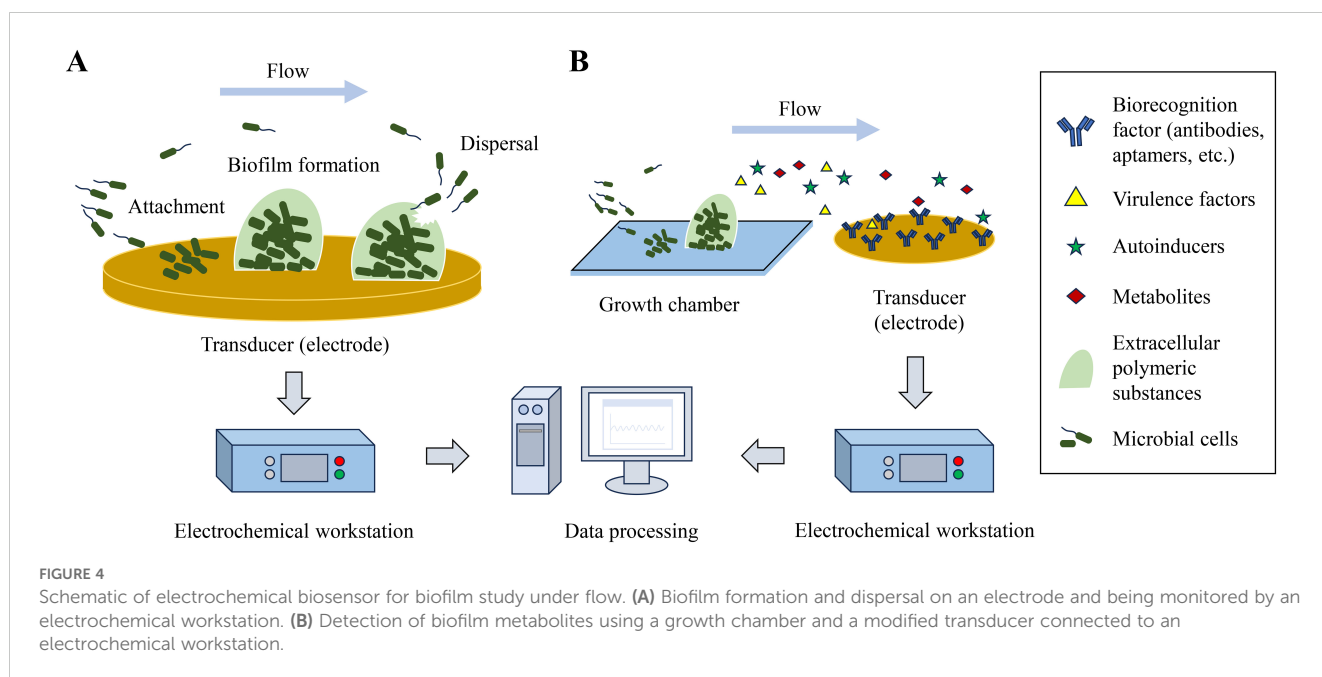 A
Flow
Dispersal
Biofilm formation
Attachment
Transducer (electrode)
Electrochemical workstation
B
Flow
Growth chamber
Transducer
(electrode)
Data processing
Electrochemical workstation
Biorecognition
factor (antibodies,
aptamers, etc.)
Virulence factors
Autoinducers
Metabolites
Extracellular
polymeric
substances
Microbial cells
FIGURE 4
Schematic of electrochemical biosensor for biofilm study under flow. (A) Biofilm formation and dispersal on an electrode and being monitored by an
electrochemical workstation. (B) Detection of biofilm metabolites using a growth chamber and a modified transducer connected to an
electrochemical workstation.